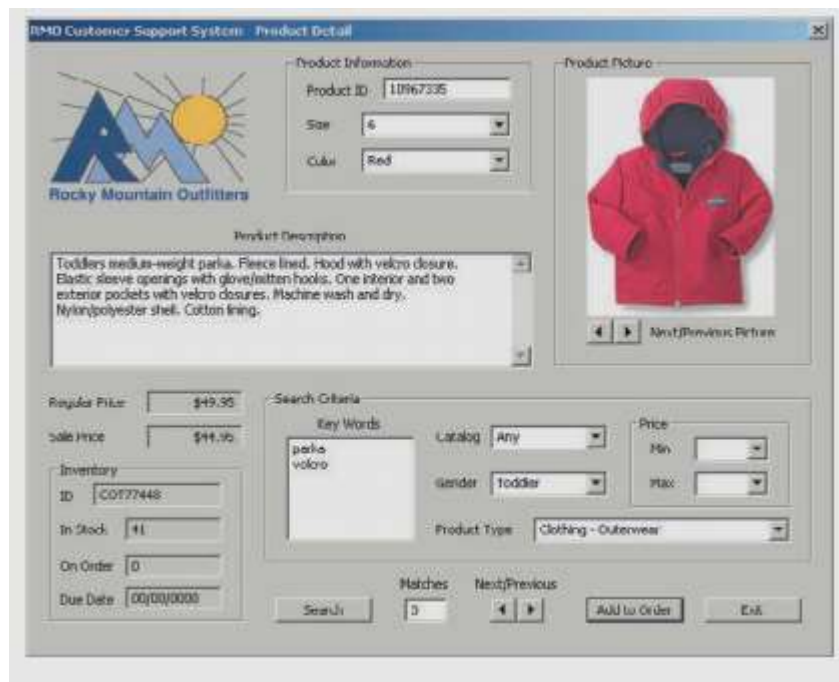 RMO Customer Support System Product Detail
Product Information
Product ID 10967335
Size 6
Color Red
Product Picture
Rocky Mountain Outfitters
Product Description
Toddlers medium-weight parka. Fleece lined. Hood with velcro closure.
Elastic sleeve openings with glove/mitten hooks. One interior and two
exterior pockets with velcro closures. Machine wash and dry.
Nylon/polyester shell. Cotton lining.
Next/Previous Picture
Regular Price $49.95
Sale Price $44.95
Inventory
ID COT77448
In Stock 41
On Order 0
Due Date 00/00/0000
Search Criteria
Key Words
parka
velcro
Catalog Any
Gender Toddler
Product Type Clothing - Outerwear
Price
Min
Max
Search
Matches
3
Next/Previous
Add to Order
Exit